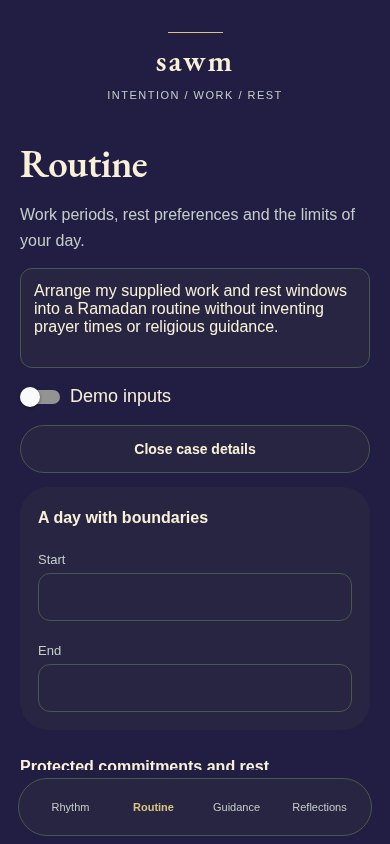 sawm
INTENTION / WORK / REST
Routine
Work periods, rest preferences and the limits of
your day.
Arrange my supplied work and rest windows
into a Ramadan routine without inventing
prayer times or religious guidance.
Demo inputs
Close case details
A day with boundaries
Start
End
Protected commitments and rest
Rhythm Routine Guidance Reflections